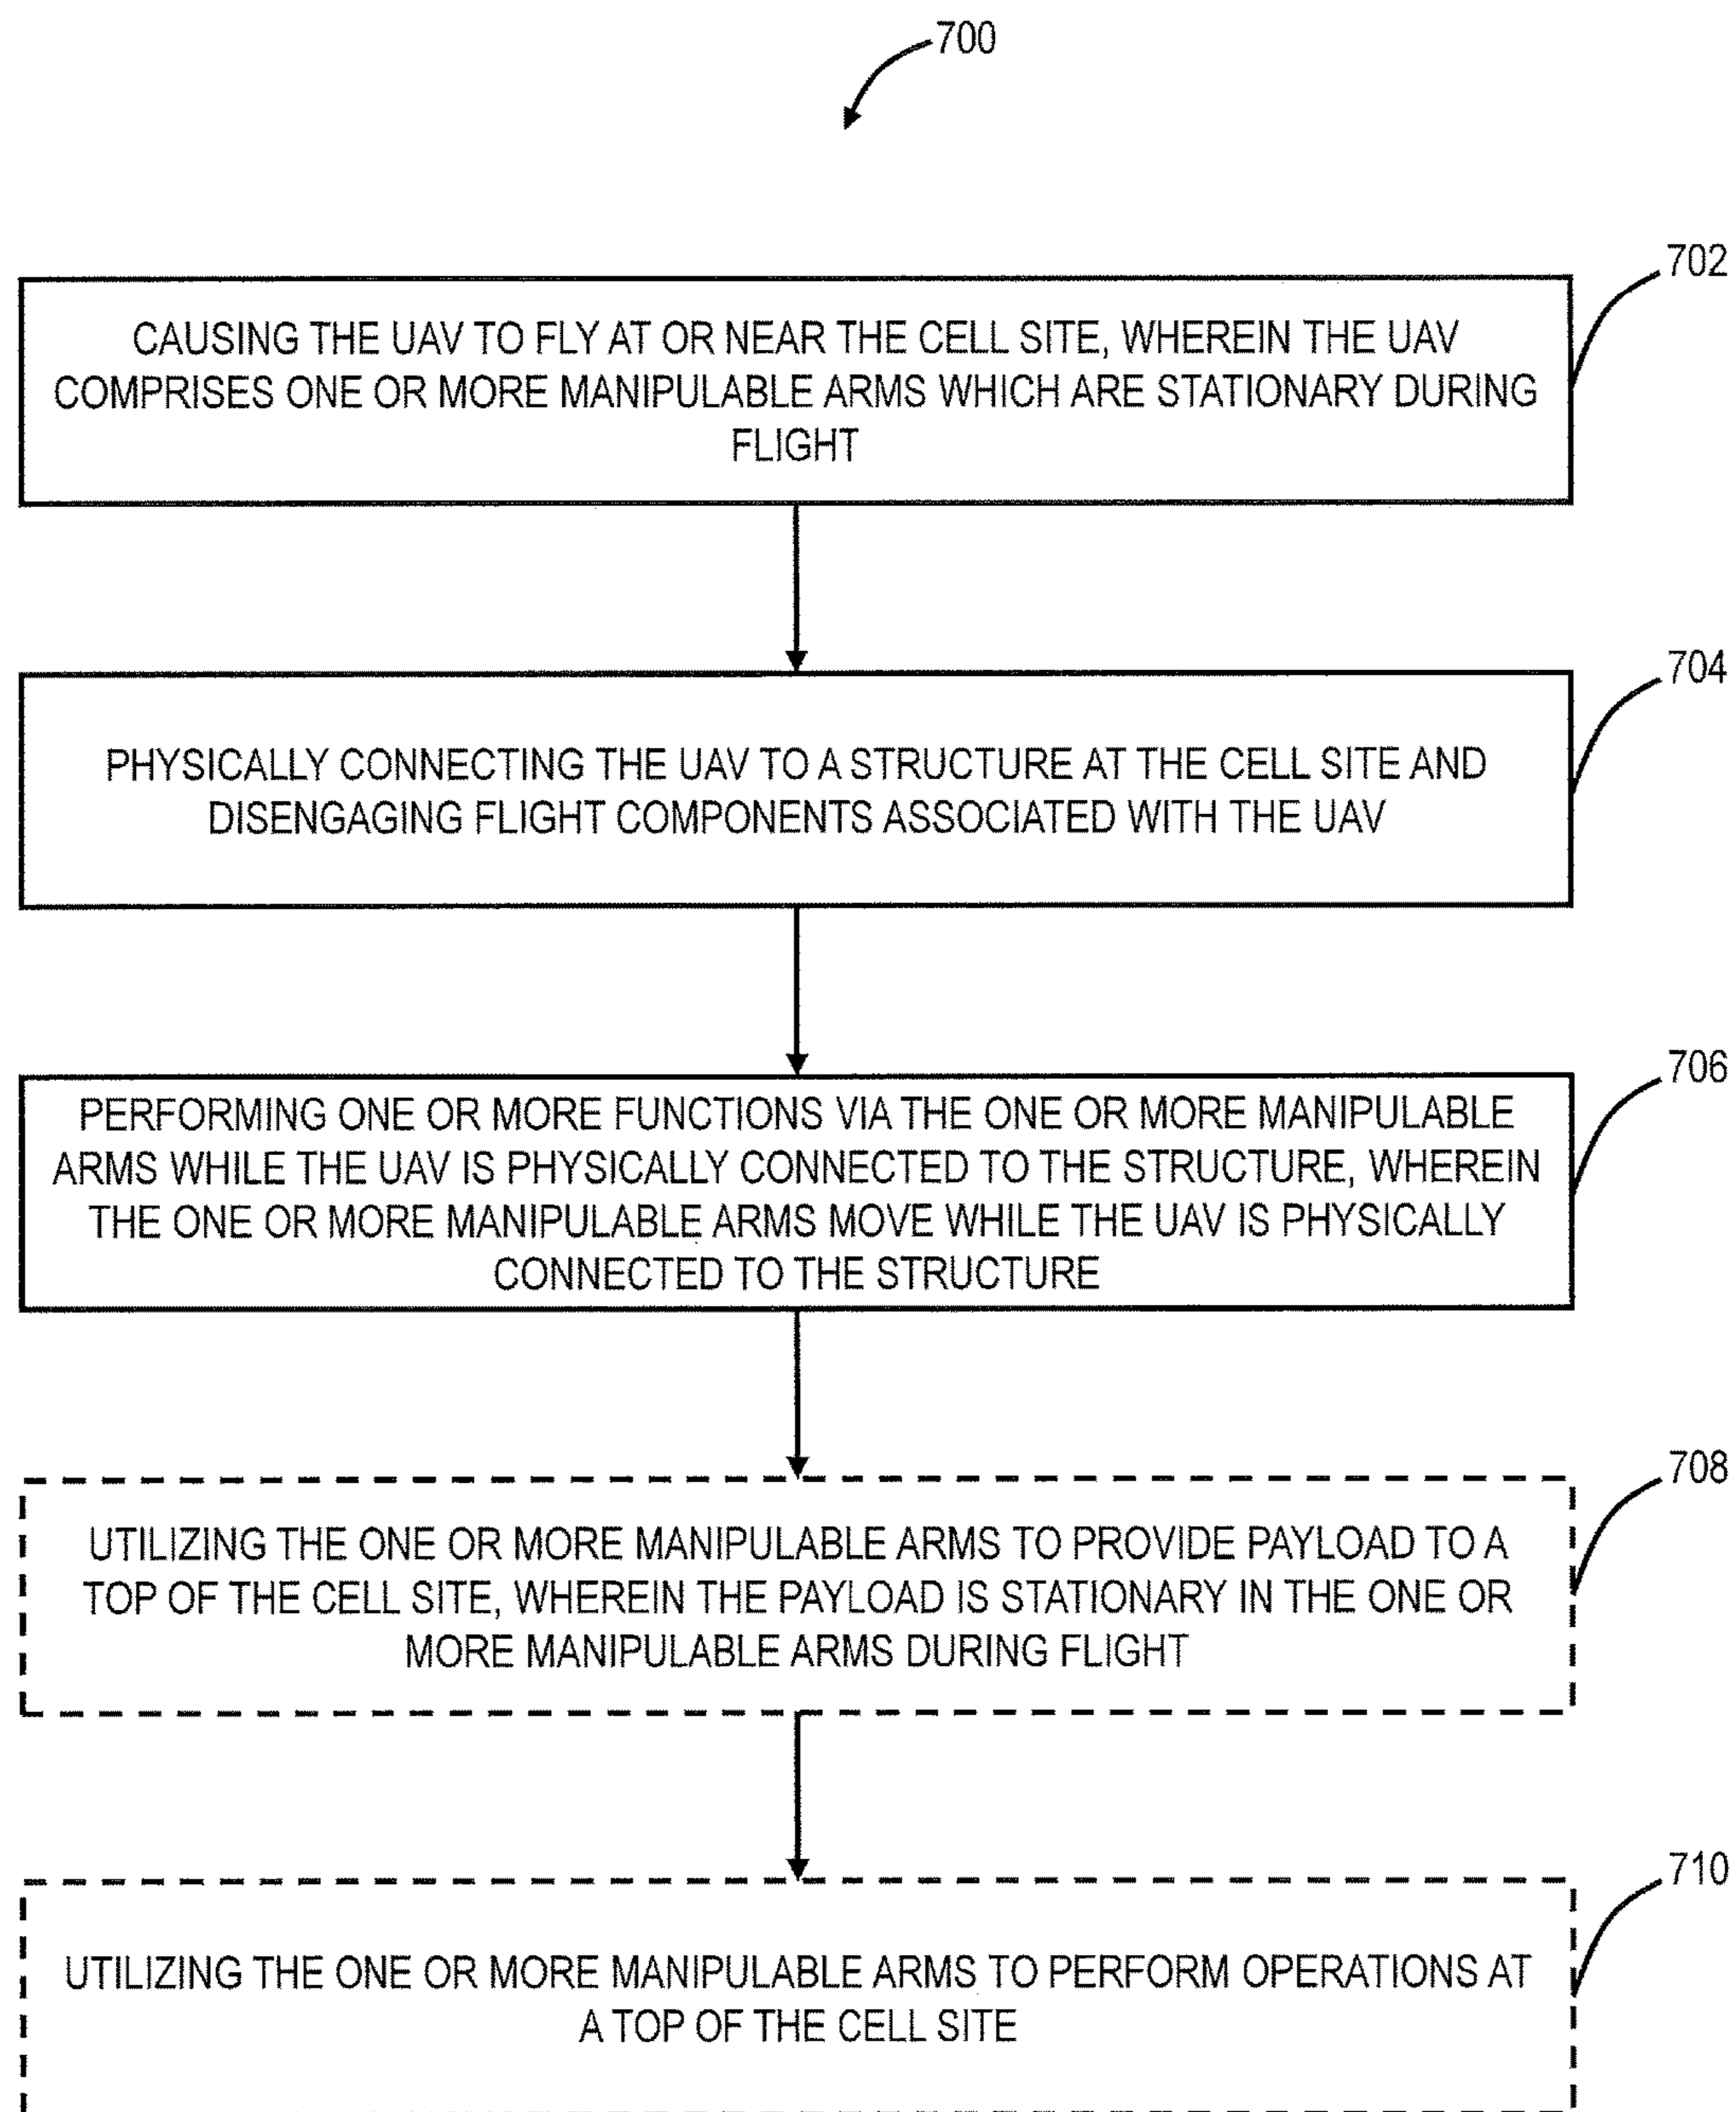 700
702
CAUSING THE UAV TO FLY AT OR NEAR THE CELL SITE, WHEREIN THE UAV
COMPRISES ONE OR MORE MANIPULABLE ARMS WHICH ARE STATIONARY DURING
FLIGHT
704
PHYSICALLY CONNECTING THE UAV TO A STRUCTURE AT THE CELL SITE AND
DISENGAGING FLIGHT COMPONENTS ASSOCIATED WITH THE UAV
706
PERFORMING ONE OR MORE FUNCTIONS VIA THE ONE OR MORE MANIPULABLE
ARMS WHILE THE UAV IS PHYSICALLY CONNECTED TO THE STRUCTURE, WHEREIN
THE ONE OR MORE MANIPULABLE ARMS MOVE WHILE THE UAV IS PHYSICALLY
CONNECTED TO THE STRUCTURE
708
UTILIZING THE ONE OR MORE MANIPULABLE ARMS TO PROVIDE PAYLOAD TO A
TOP OF THE CELL SITE, WHEREIN THE PAYLOAD IS STATIONARY IN THE ONE OR
MORE MANIPULABLE ARMS DURING FLIGHT
710
UTILIZING THE ONE OR MORE MANIPULABLE ARMS TO PERFORM OPERATIONS AT
A TOP OF THE CELL SITE